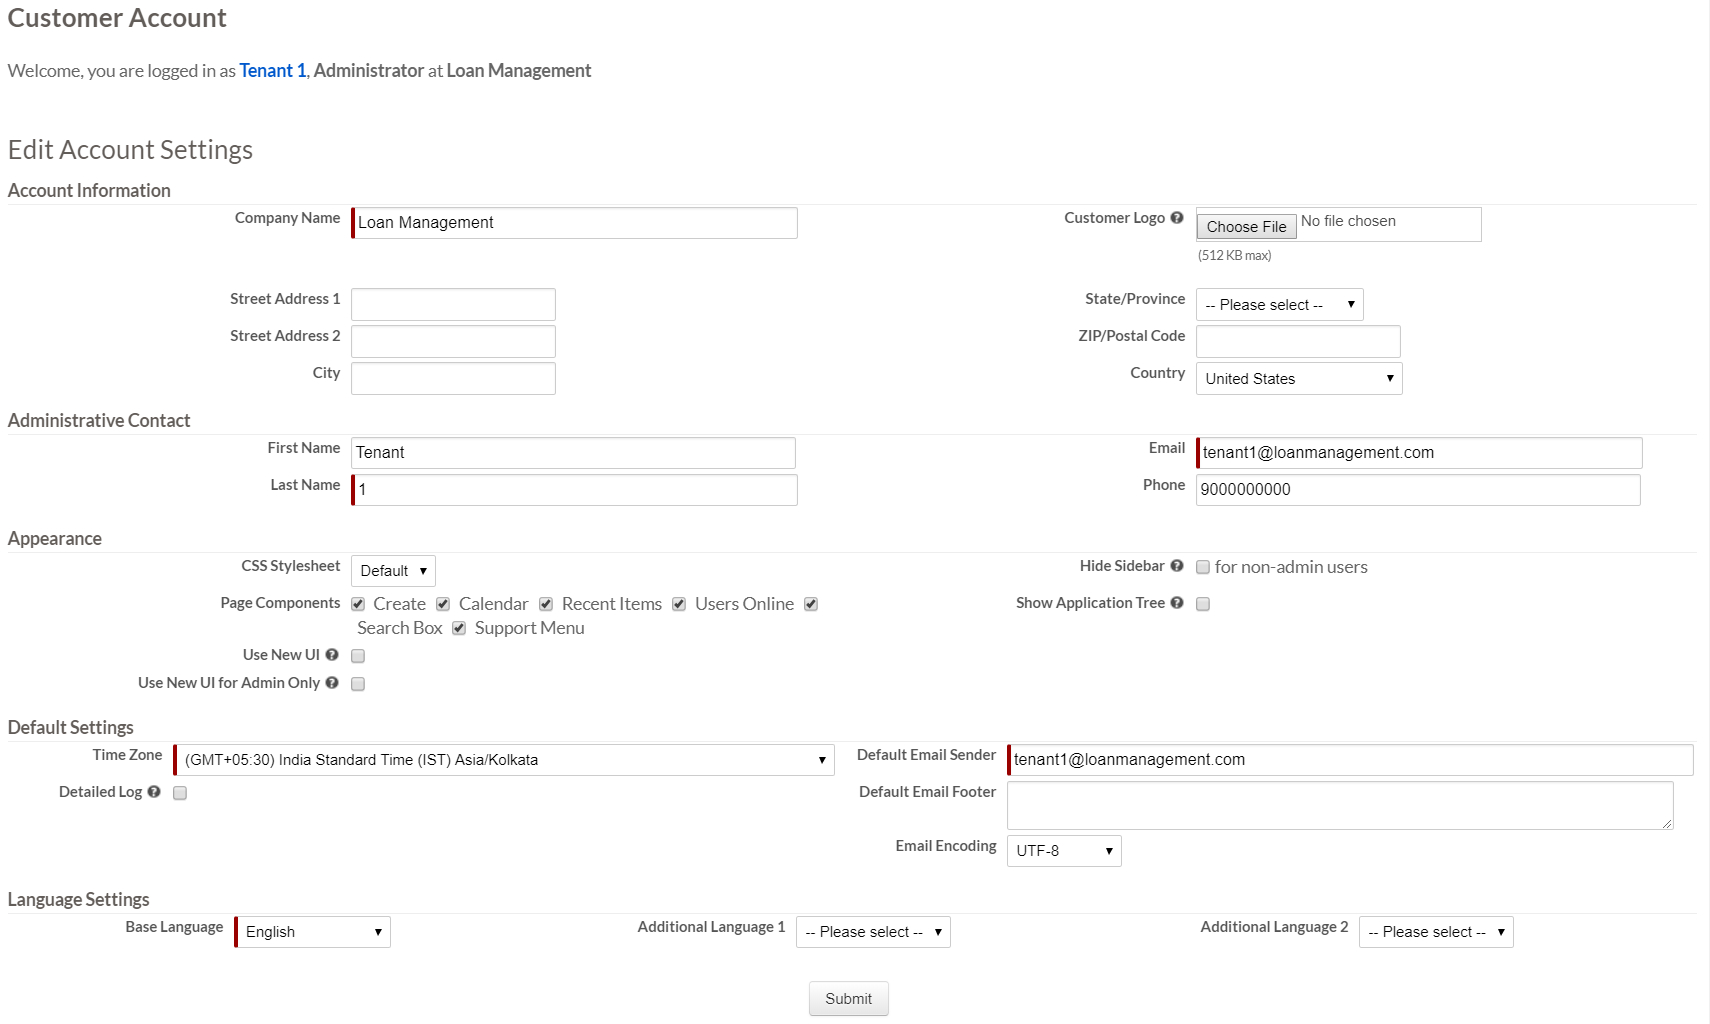 Customer Account
Welcome, you are logged in as Tenant 1, Administrator at Loan Management
Edit Account Settings
Account Information
Company Name Loan Management Customer Logo ? Choose File No file chosen
(512 KB max)
Street Address 1 State/Province -- Please select --
Street Address 2 ZIP/Postal Code
City Country United States
Administrative Contact
First Name Tenant Email tenant1@loanmanagement.com
Last Name 1 Phone 9000000000
Appearance
CSS Stylesheet Default Hide Sidebar ? for non-admin users
Page Components Create Calendar Recent Items Users Online Show Application Tree ?
Search Box Support Menu
Use New UI ?
Use New UI for Admin Only ?
Default Settings
Time Zone (GMT+05:30) India Standard Time (IST) Asia/Kolkata Default Email Sender tenant1@loanmanagement.com
Detailed Log ? Default Email Footer
Email Encoding UTF-8
Language Settings
Base Language English Additional Language 1 -- Please select -- Additional Language 2 -- Please select --
Submit